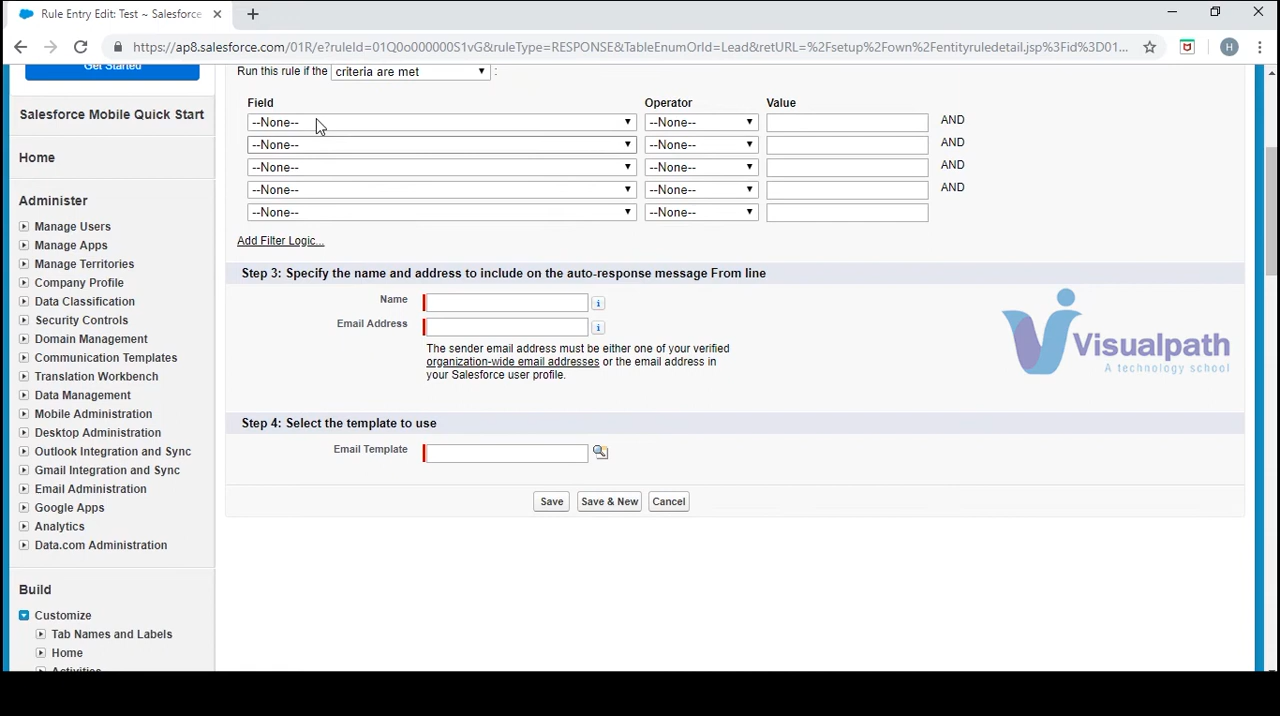 Rule Entry Edit: Test ~ Salesforce
https://ap8.salesforce.com/01R/e?ruleId=01Q0o000000S1vG&ruleType=RESPONSE&TableEnumOrId=Lead&retURL=%2Fsetup%2Fown%2Fentityruledetail.jsp%3Fid%3D01...
H
Get Started
Salesforce Mobile Quick Start
Home
Administer
Manage Users
Manage Apps
Manage Territories
Company Profile
Data Classification
Security Controls
Domain Management
Communication Templates
Translation Workbench
Data Management
Mobile Administration
Desktop Administration
Outlook Integration and Sync
Gmail Integration and Sync
Email Administration
Google Apps
Analytics
Data.com Administration
Build
Customize
Tab Names and Labels
Home
Activities
Run this rule if the criteria are met :
Field Operator Value
--None-- --None-- AND
--None-- --None-- AND
--None-- --None-- AND
--None-- --None-- AND
--None-- --None--
Add Filter Logic...
Step 3: Specify the name and address to include on the auto-response message From line
Name
Email Address
The sender email address must be either one of your verified
organization-wide email addresses or the email address in
your Salesforce user profile.
Visualpath
A technology school
Step 4: Select the template to use
Email Template
Save Save & New Cancel